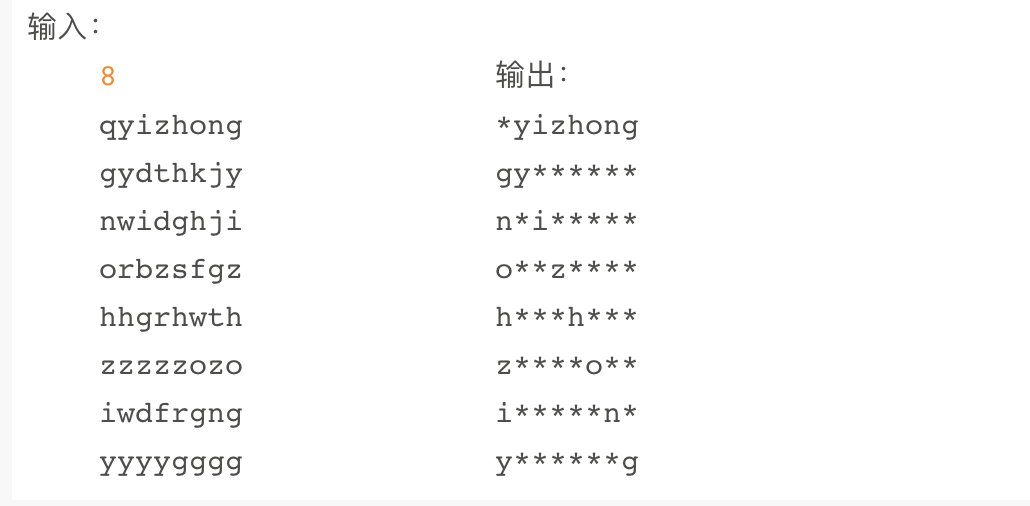 输入：
8 输出：
qyizhong *yizhong
gydthkjy gy******
nwidghji n*i*****
orbzsfgz o**z****
hhgrhwth h***h***
zzzzzozo z****o**
iwdfrgng i*****n*
yyyygggg y******g